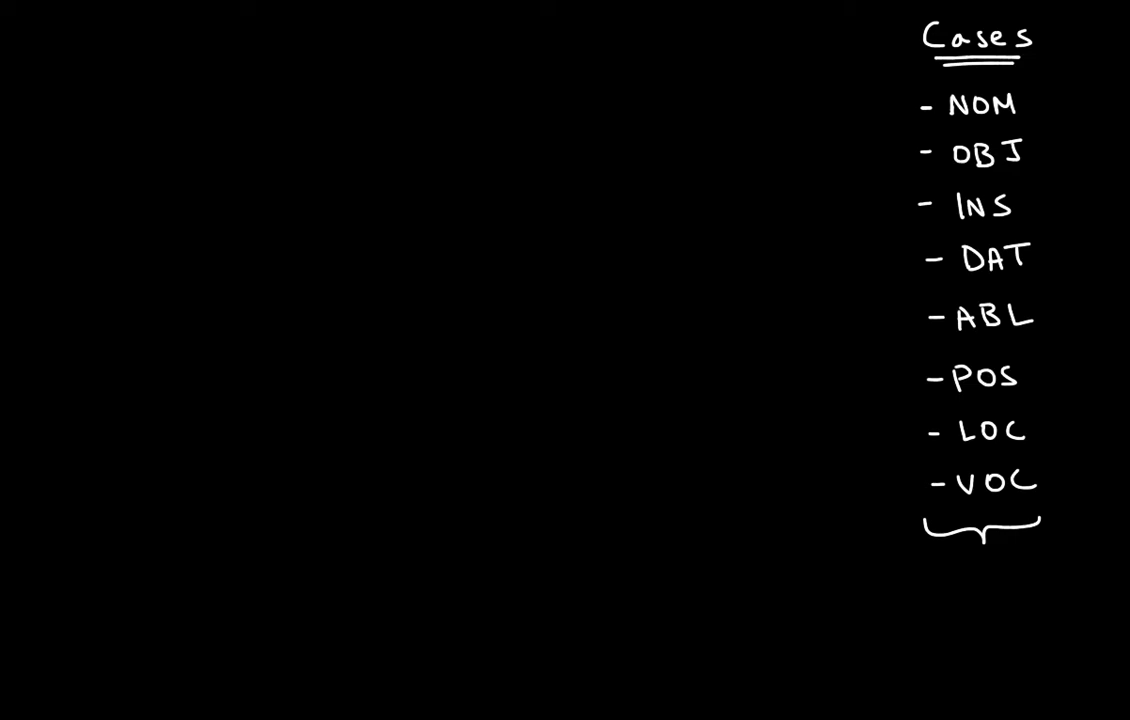 Cases
- NOM
- OBJ
- INS
- DAT
- ABL
- POS
- LOC
- VOC